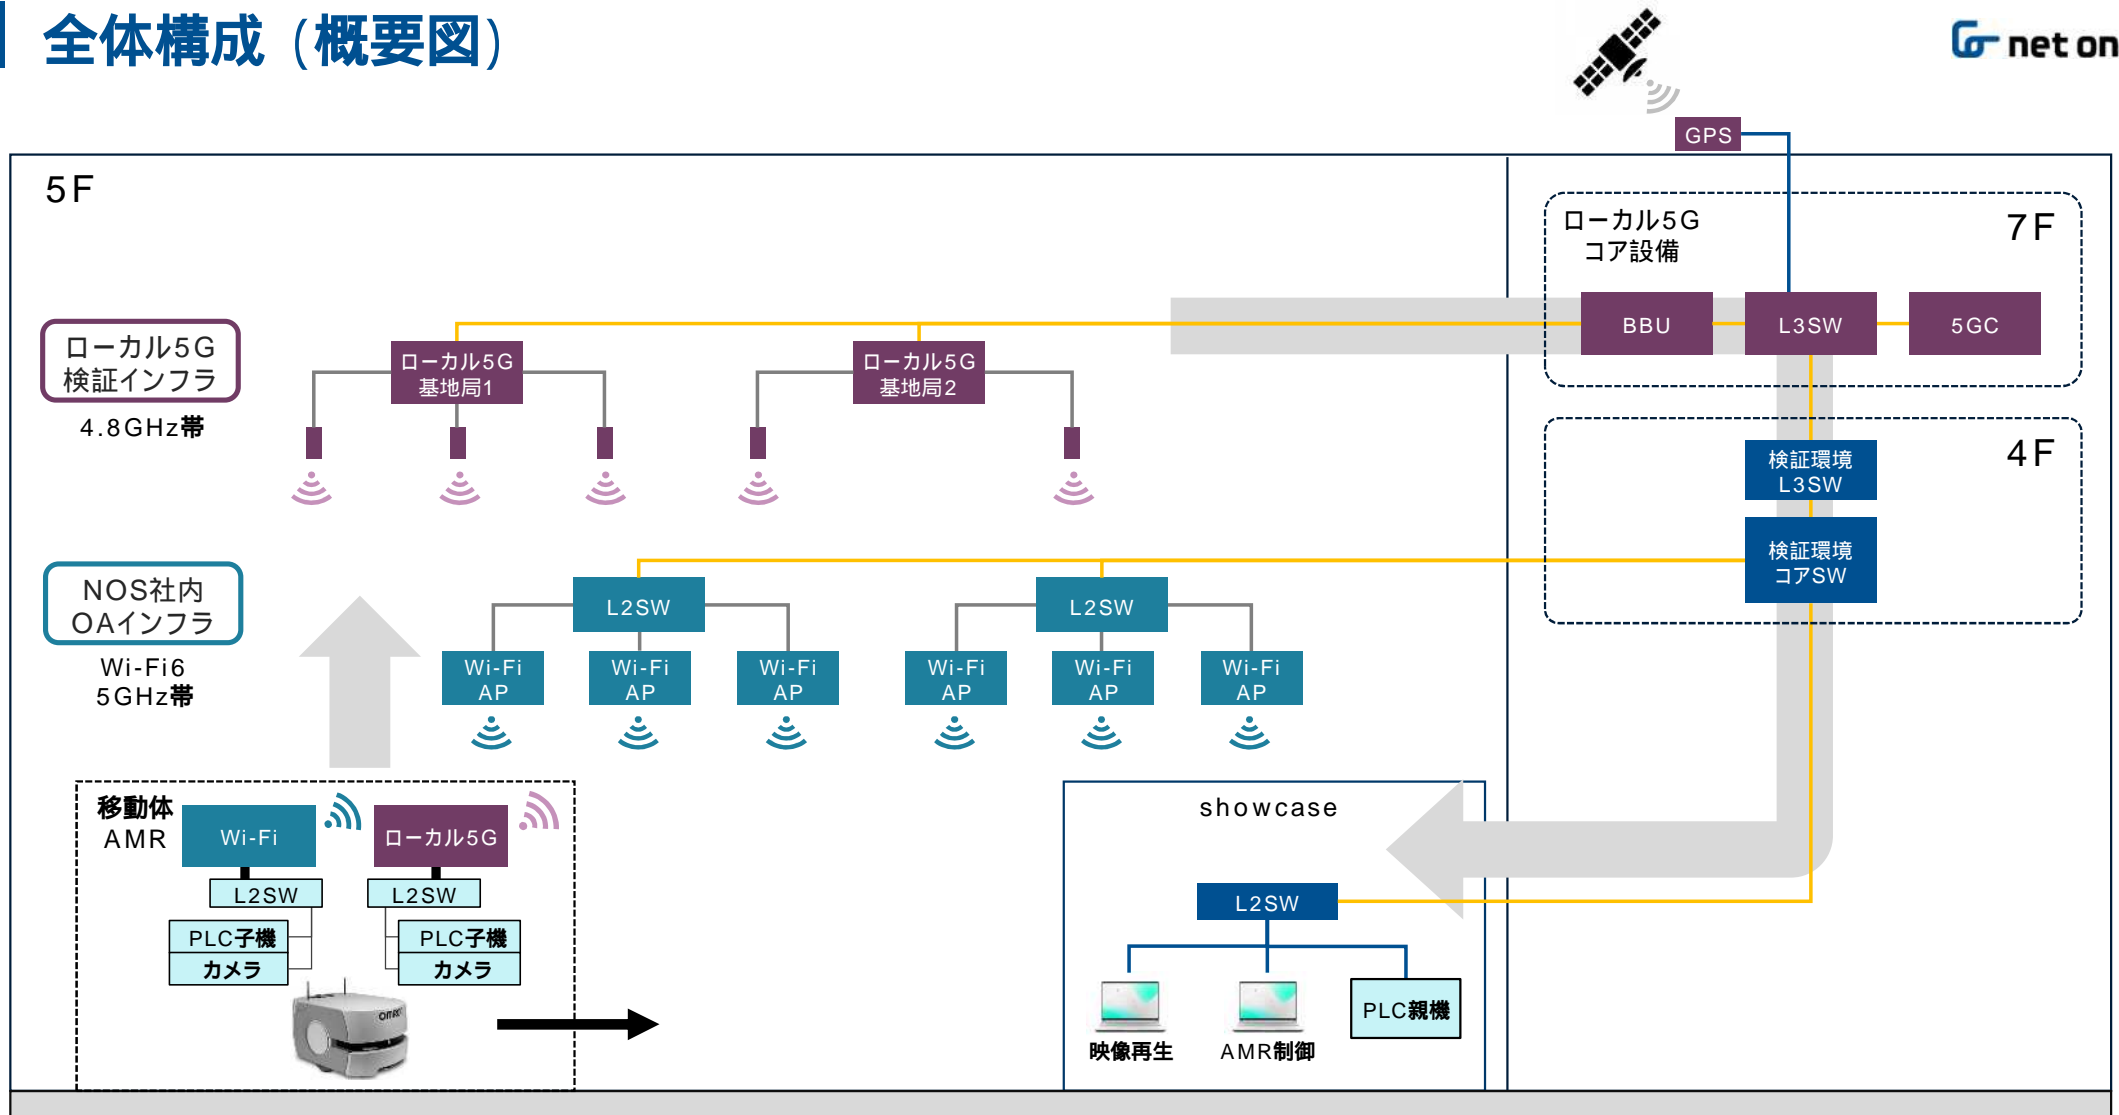 全体構成（概要図）
net on
GPS
5F
ローカル5G
コア設備
7F
BBU
L3SW
5GC
ローカル5G
検証インフラ
4.8GHz帯
ローカル5G
基地局1
ローカル5G
基地局2
4F
検証環境
L3SW
検証環境
コアSW
NOS社内
OAインフラ
Wi-Fi6
5GHz帯
L2SW
L2SW
Wi-Fi
AP
Wi-Fi
AP
Wi-Fi
AP
Wi-Fi
AP
Wi-Fi
AP
Wi-Fi
AP
移動体
AMR
Wi-Fi
ローカル5G
L2SW
L2SW
PLC子機
カメラ
PLC子機
カメラ
showcase
L2SW
映像再生
AMR制御
PLC親機